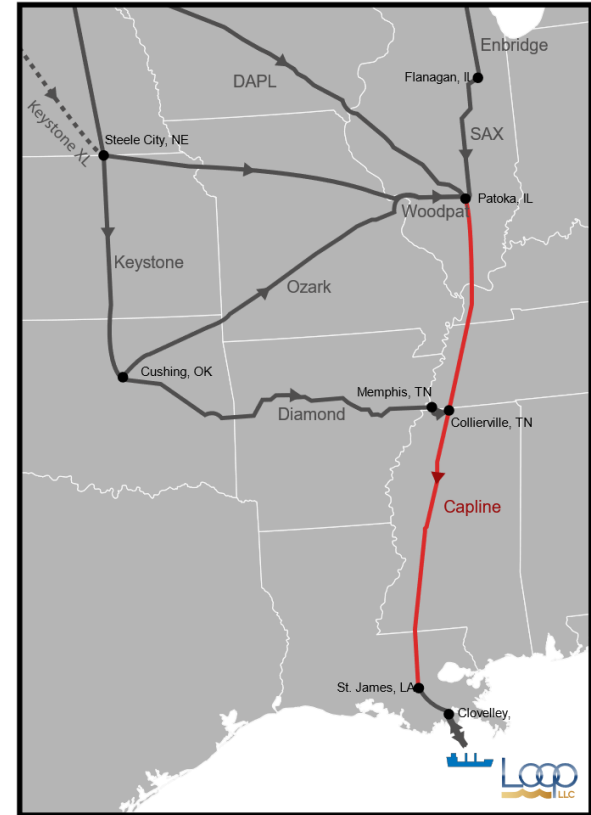 Enbridge
Flanagan, IL
DAPL
Keystone XL
Steele City, NE
SAX
Patoka, IL
Woodpat
Keystone
Ozark
Cushing, OK
Memphis, TN
Diamond
Collierville, TN
Capline
St. James, LA
Clovelley,
LOOP
LLC